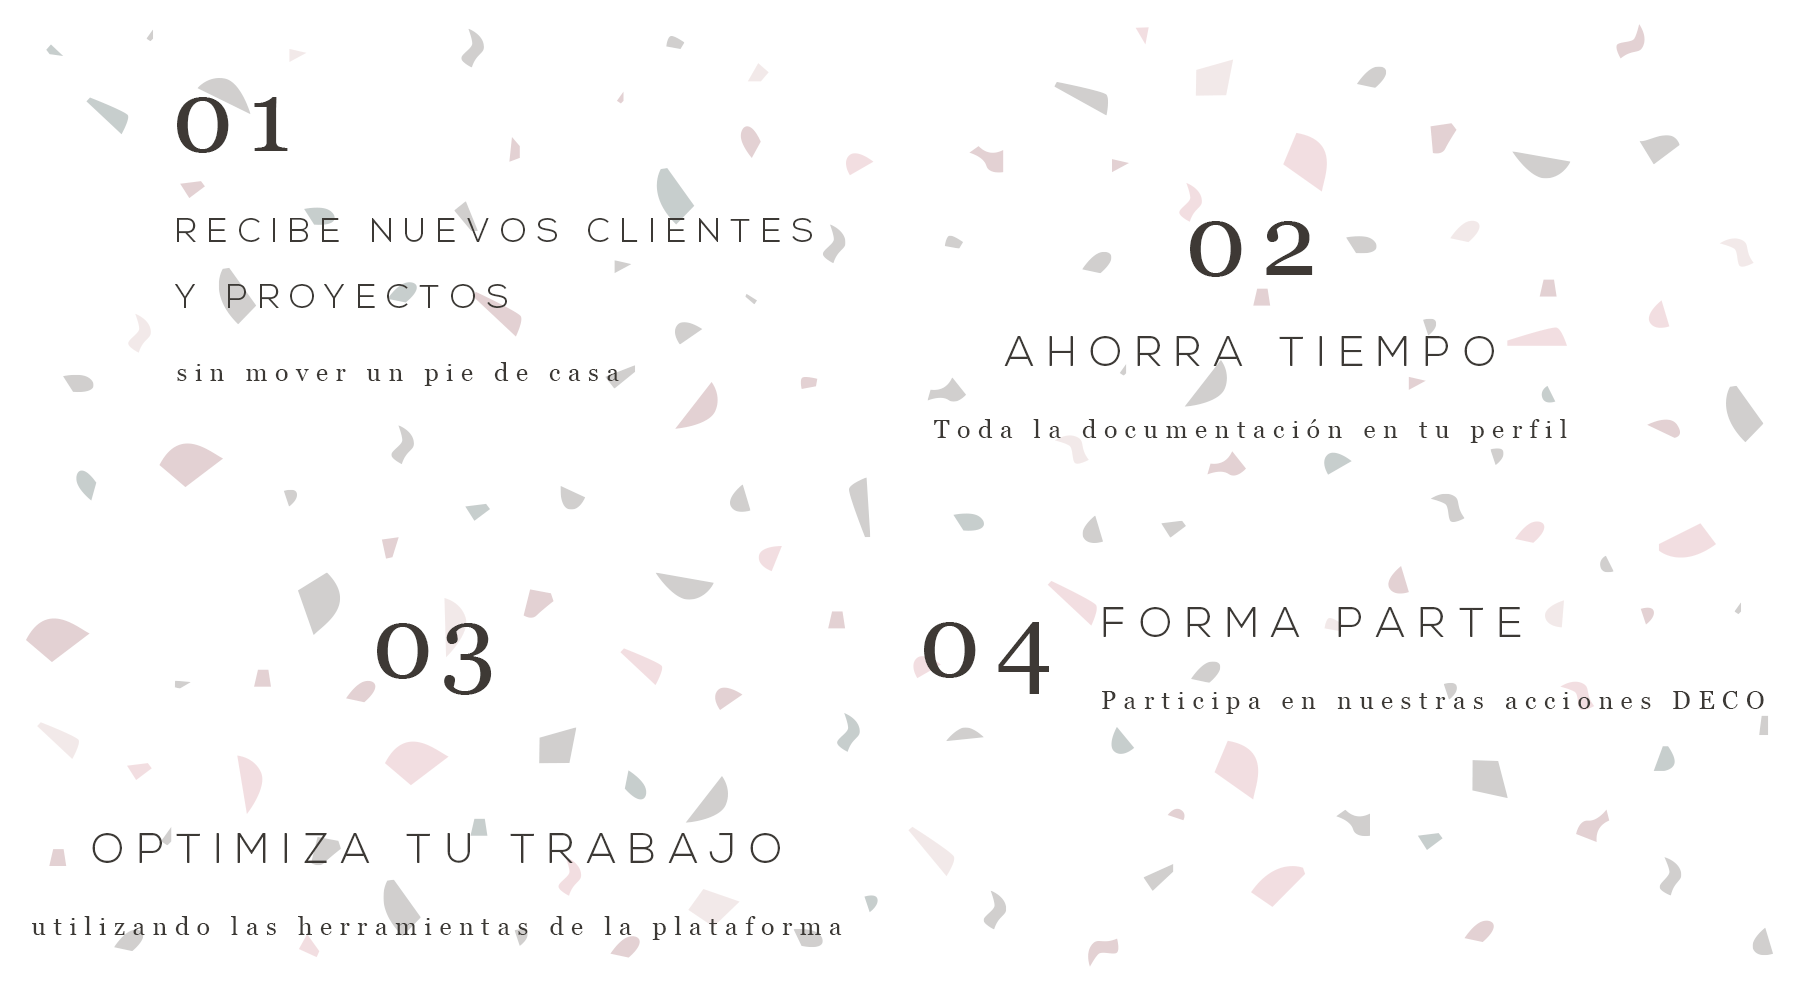 01
RECIBE NUEVOS CLIENTES
Y PROYECTOS
sin mover un pie de casa
02
AHORRA TIEMPO
Toda la documentación en tu perfil
03
OPTIMIZA TU TRABAJO
utilizando las herramientas de la plataforma
04
FORMA PARTE
Participa en nuestras acciones DECO